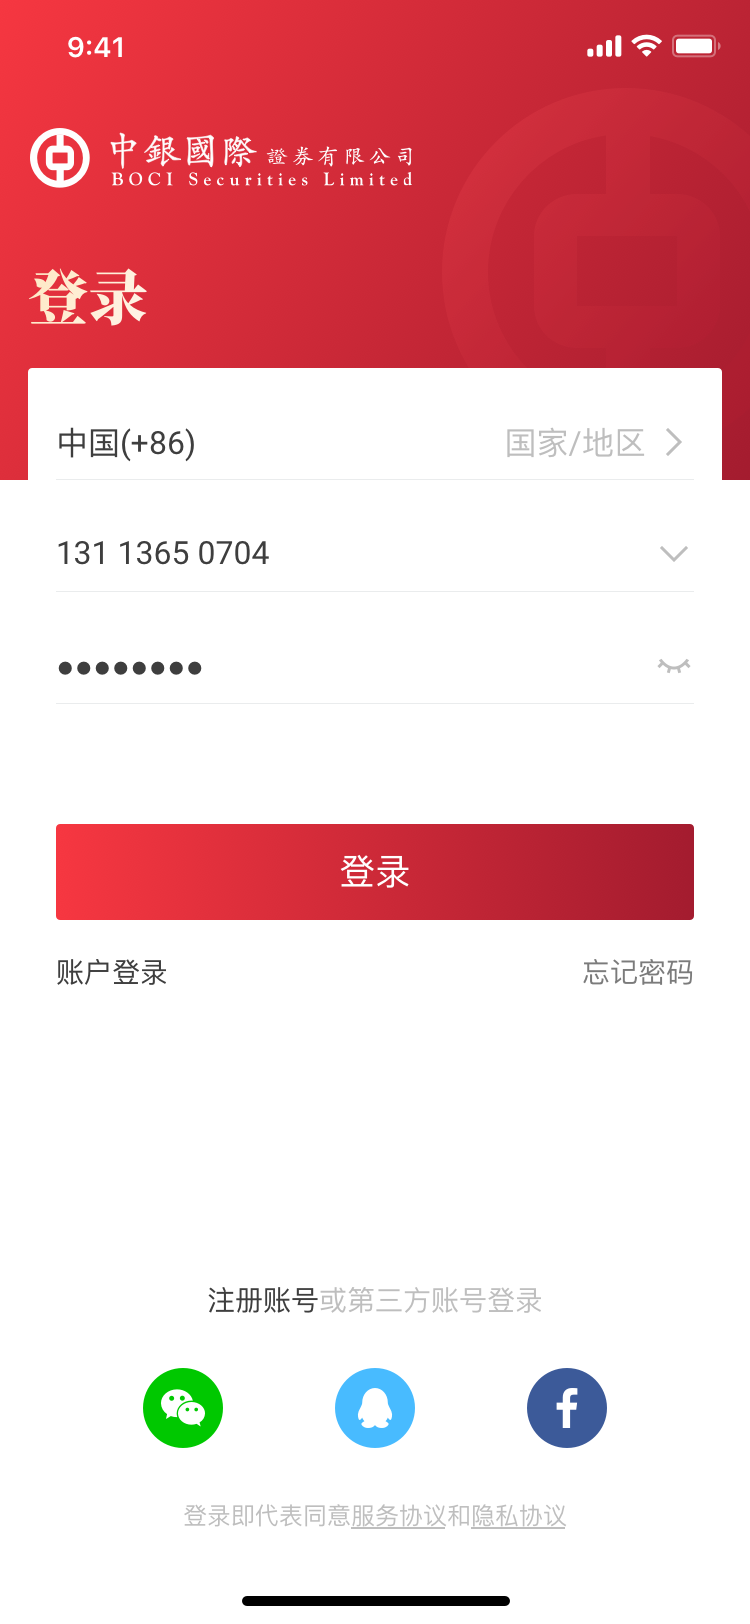 9:41
中銀國際 證券有限公司
BOCI Securities Limited
登录
中国(+86) 国家/地区
131 1365 0704
••••••••
登录
账户登录 忘记密码
注册账号或第三方账号登录
登录即代表同意服务协议和隐私协议